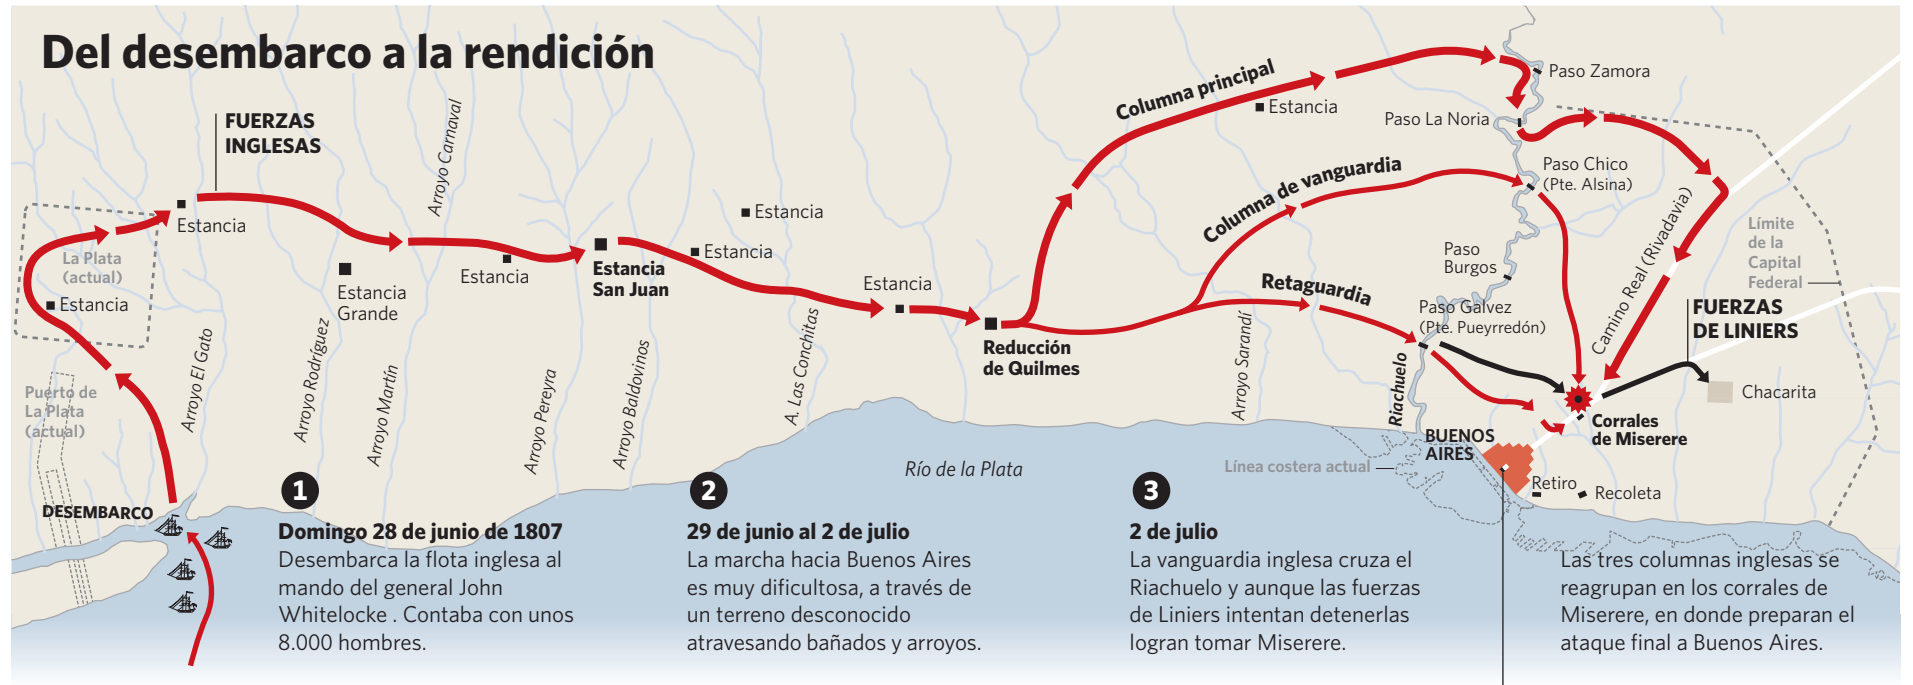 Del desembarco a la rendición
FUERZAS
INGLESAS
Arroyo Carnaval
Columna principal
Estancia
Paso Zamora
Paso La Noria
Paso Chico
(Pte. Alsina)
Columna de vanguardia
Estancia
Estancia
Estancia
Límite
de la
Capital
Federal
Camino Real (Rivadavia)
Paso
Burgos
La Plata
(actual)
Estancia
Estancia
Grande
Estancia
Estancia
San Juan
Estancia
Retaguardia
Paso Gálvez
(Pte. Pueyrredón)
FUERZAS
DE LINIERS
Reducción
de Quilmes
Arroyo El Gato
Arroyo Rodríguez
Arroyo Martín
Arroyo Pereyra
Arroyo Baldovinos
A. Las Conchitas
Arroyo Sarandí
Riachuelo
Chacarita
Puerto de
La Plata
(actual)
Corrales
de Miserere
BUENOS
AIRES
Línea costera actual
Río de la Plata
Retiro
Recoleta
DESEMBARCO
1
Domingo 28 de junio de 1807
Desembarca la flota inglesa al
mando del general John
Whitelocke . Contaba con unos
8.000 hombres.
2
29 de junio al 2 de julio
La marcha hacia Buenos Aires
es muy dificultosa, a través de
un terreno desconocido
atravesando bañados y arroyos.
3
2 de julio
La vanguardia inglesa cruza el
Riachuelo y aunque las fuerzas
de Liniers intentan detenerlas
logran tomar Miserere.
Las tres columnas inglesas se
reagrupan en los corrales de
Miserere, en donde preparan el
ataque final a Buenos Aires.